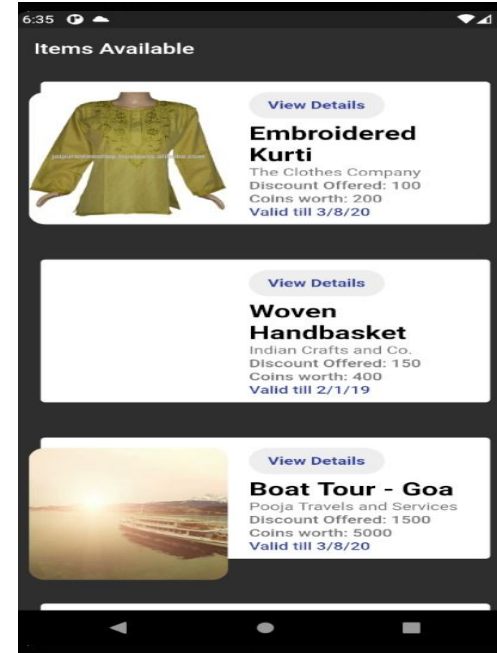 6:35
Items Available
View Details
Embroidered
Kurti
The Clothes Company
Discount Offered: 100
Coins worth: 200
Valid till 3/8/20
View Details
Woven
Handbasket
Indian Crafts and Co.
Discount Offered: 150
Coins worth: 400
Valid till 2/1/19
View Details
Boat Tour - Goa
Pooja Travels and Services
Discount Offered: 1500
Coins worth: 5000
Valid till 3/8/20